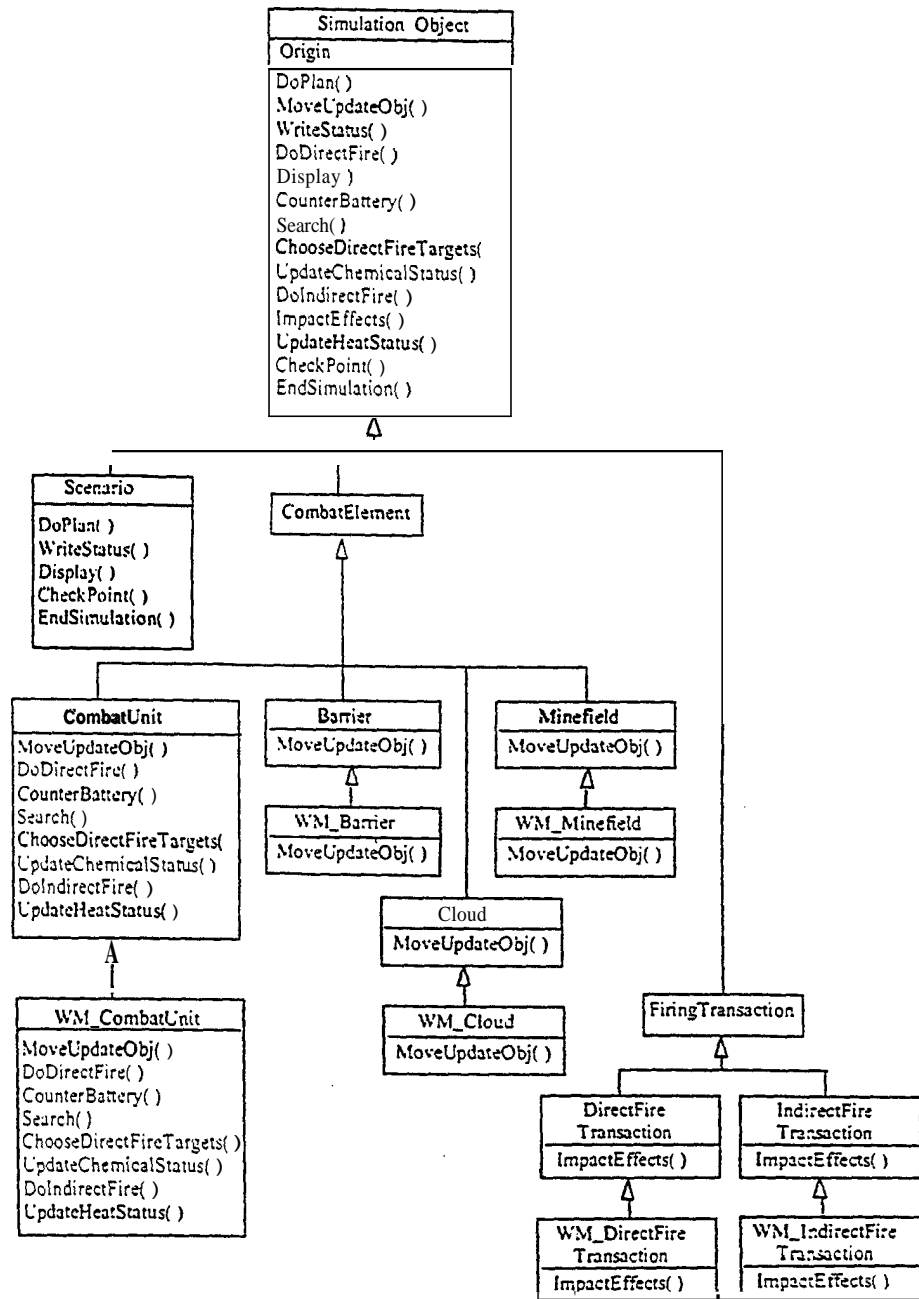 Simulation Object
Origin
DoPlan( )
MoveUpdateObj( )
WriteStatus( )
DoDirectFire( )
Display )
CounterBattery( )
Search( )
ChooseDirectFireTargets(
UpdateChemicalStatus( )
DoIndirectFire( )
ImpactEffects( )
UpdateHeatStatus( )
CheckPoint( )
EndSimulation( )
Scenario
DoPlan( )
WriteStatus( )
Display( )
CheckPoint( )
EndSimulation( )
CombatElement
CombatUnit
MoveUpdateObj( )
DoDirectFire( )
CounterBattery( )
Search( )
ChooseDirectFireTargets(
UpdateChemicalStatus( )
DoIndirectFire( )
UpdateHeatStatus( )
Barrier
MoveUpdateObj( )
WM_Barrier
MoveUpdateObj( )
Minefield
MoveUpdateObj( )
WM_Minefield
MoveUpdateObj( )
Cloud
MoveUpdateObj( )
WM_Cloud
MoveUpdateObj( )
WM_CombatUnit
MoveUpdateObj( )
DoDirectFire( )
CounterBattery( )
Search( )
ChooseDirectFireTargets( )
UpdateChemicalStatus( )
DoIndirectFire( )
UpdateHeatStatus( )
FiringTransaction
DirectFire
Transaction
ImpactEffects( )
IndirectFire
Transaction
ImpactEffects( )
WM_DirectFire
Transaction
ImpactEffects( )
WM_IndirectFire
Transaction
ImpactEffects( )